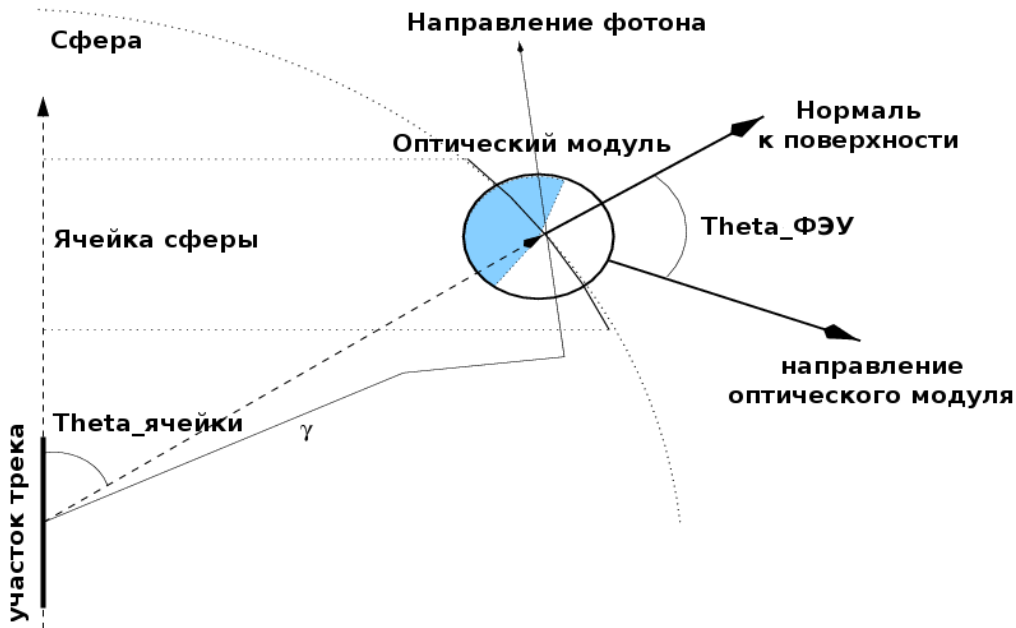 Направление фотона
Сфера
Нормаль
к поверхности
Оптический модуль
Theta_ФЭУ
Ячейка сферы
направление
оптического модуля
Theta_ячейки
γ
участок трека